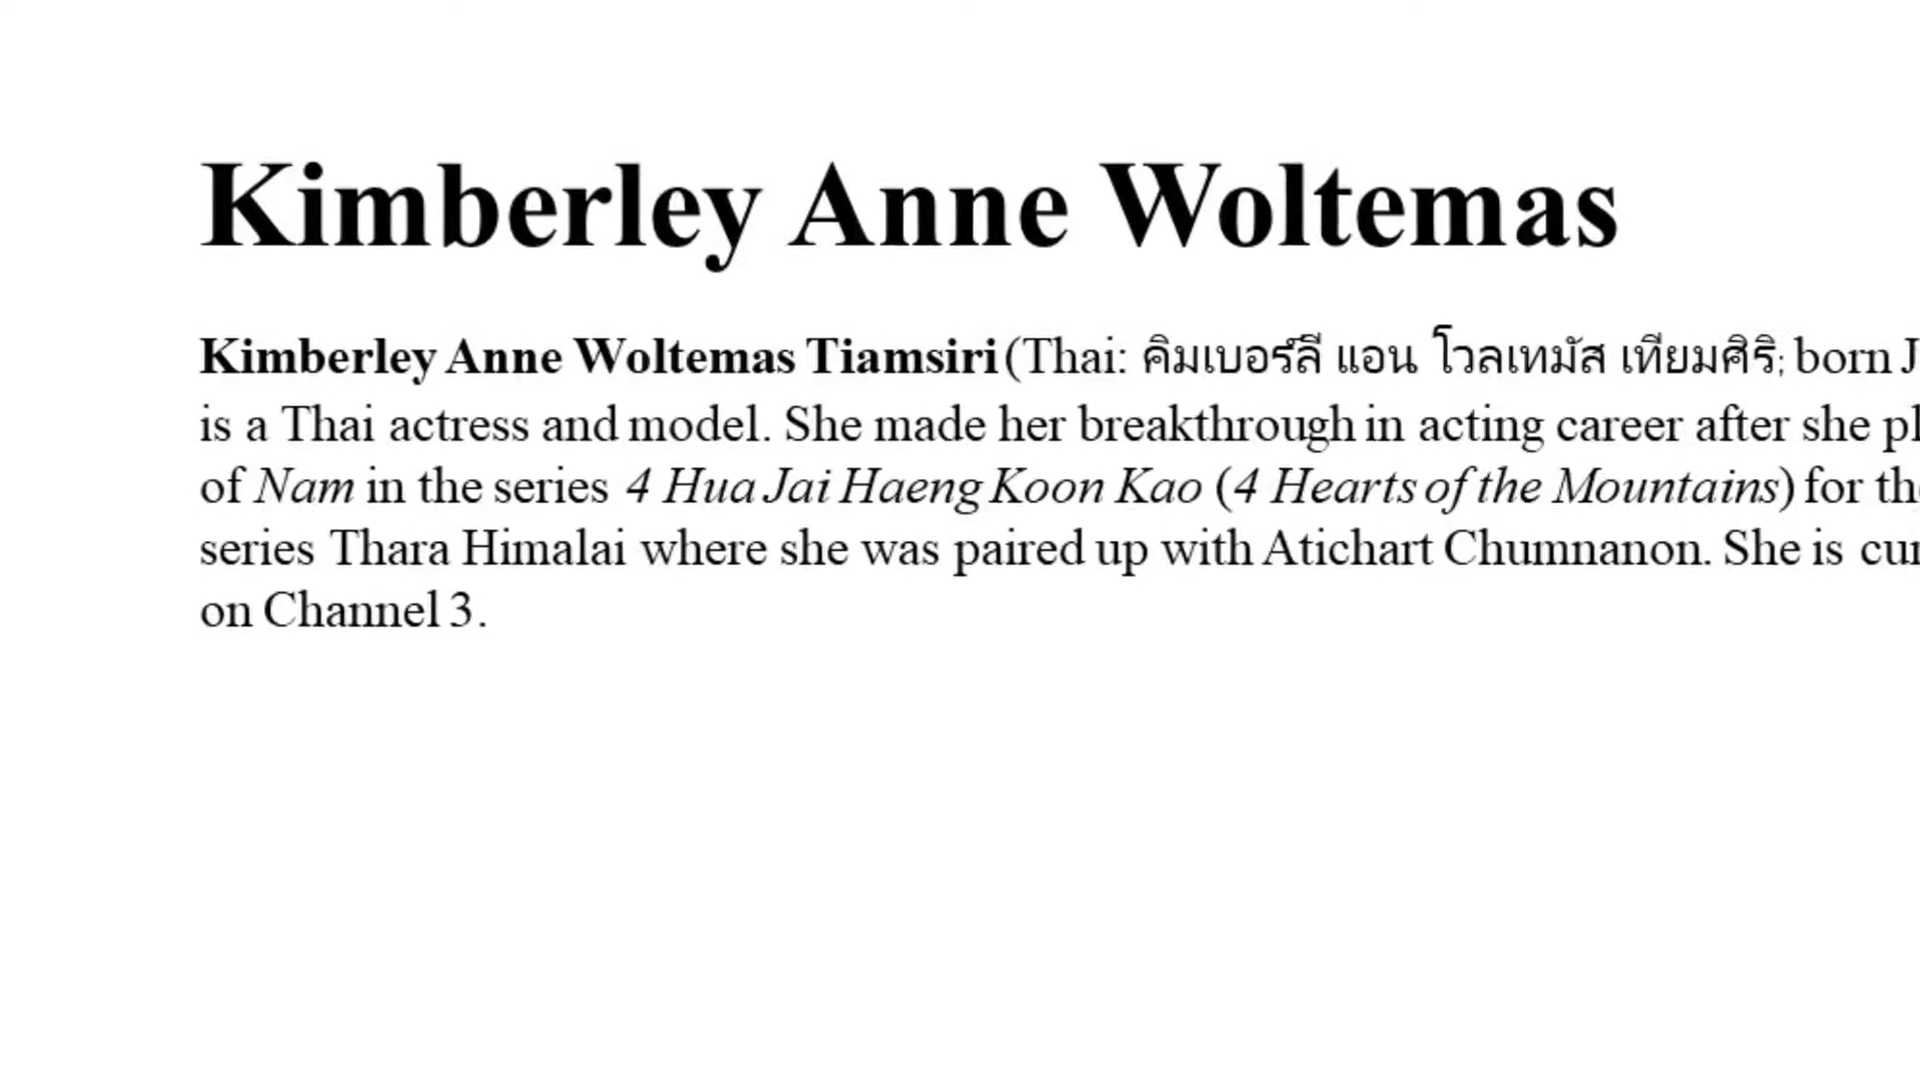 Kimberley Anne Woltemas
Kimberley Anne Woltemas Tiamsiri (Thai: คิมเบอร์ลี แอน โวลเทมัส เทียมศิริ; born J
is a Thai actress and model. She made her breakthrough in acting career after she pl
of Nam in the series 4 Hua Jai Haeng Koon Kao (4 Hearts of the Mountains) for th
series Thara Himalai where she was paired up with Atichart Chumnanon. She is cur
on Channel 3.